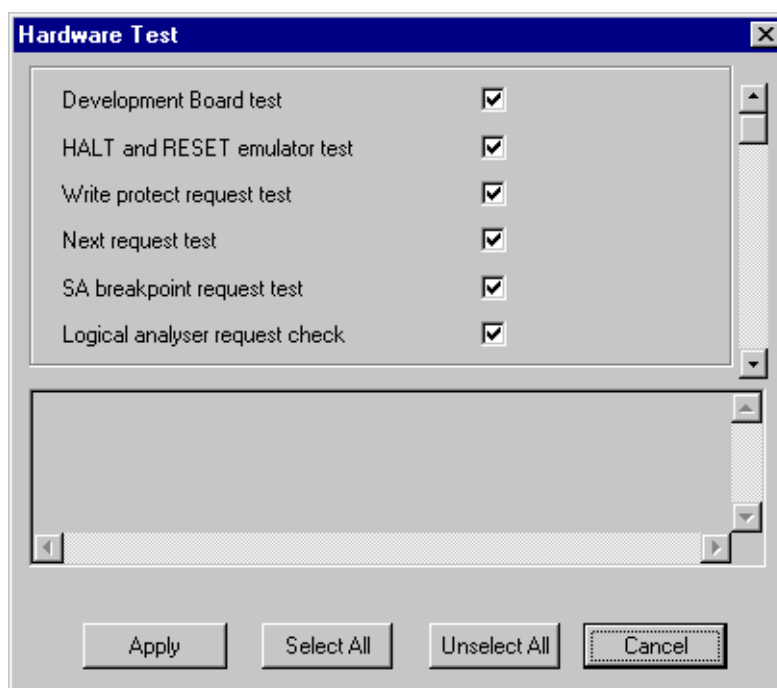 Hardware Test
Development Board test
HALT and RESET emulator test
Write protect request test
Next request test
SA breakpoint request test
Logical analyser request check
Apply
Select All
Unselect All
Cancel